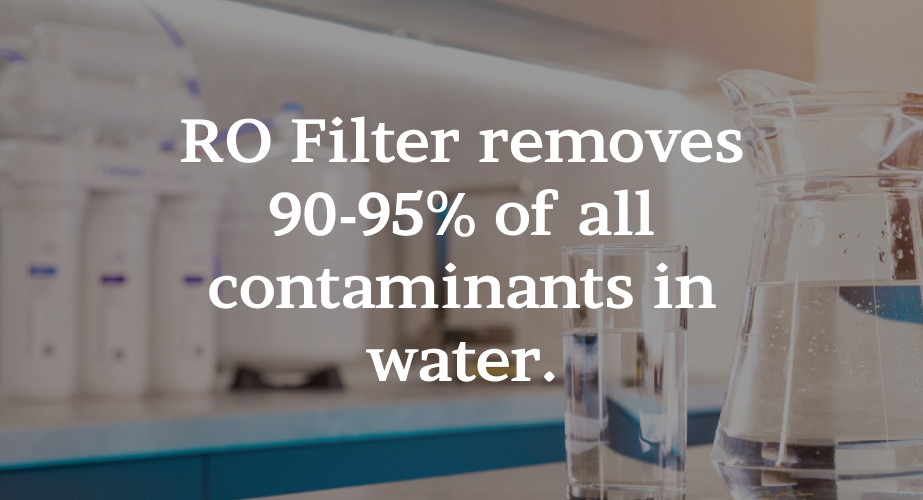 RO Filter removes
90-95% of all
contaminants in
water.